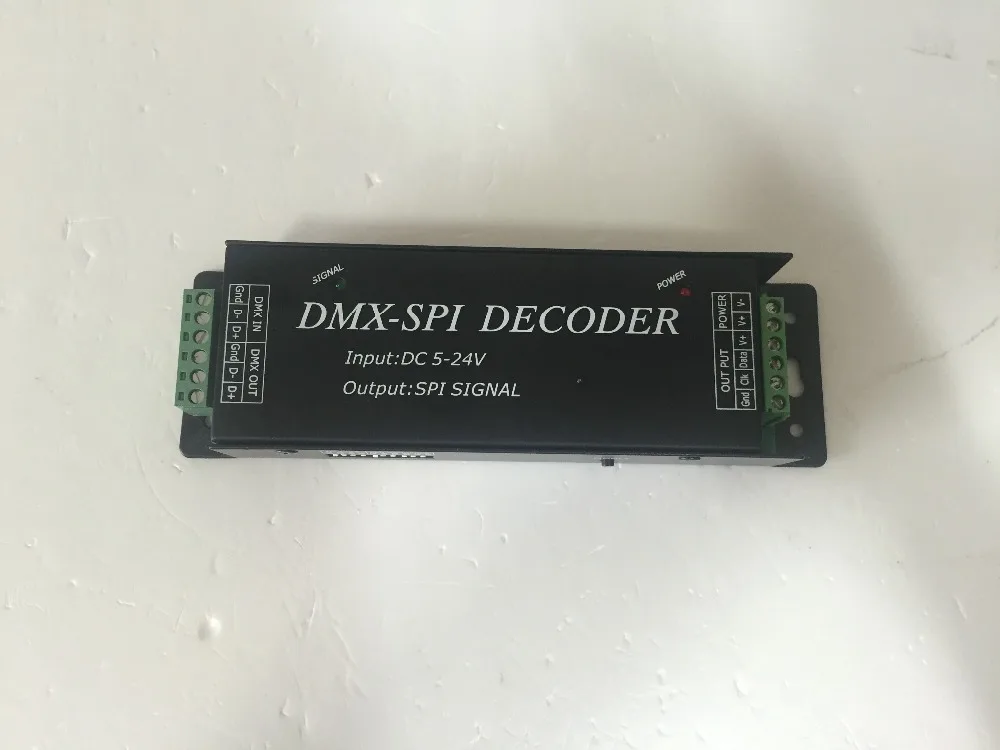 SIGNAL
POWER
DMX-SPI DECODER
Input:DC 5-24V
Output:SPI SIGNAL
DMX IN
Gnd D- D+
DMX OUT
Gnd D- D+
POWER
V- V+
OUT PUT
V+ Data Clk Gnd